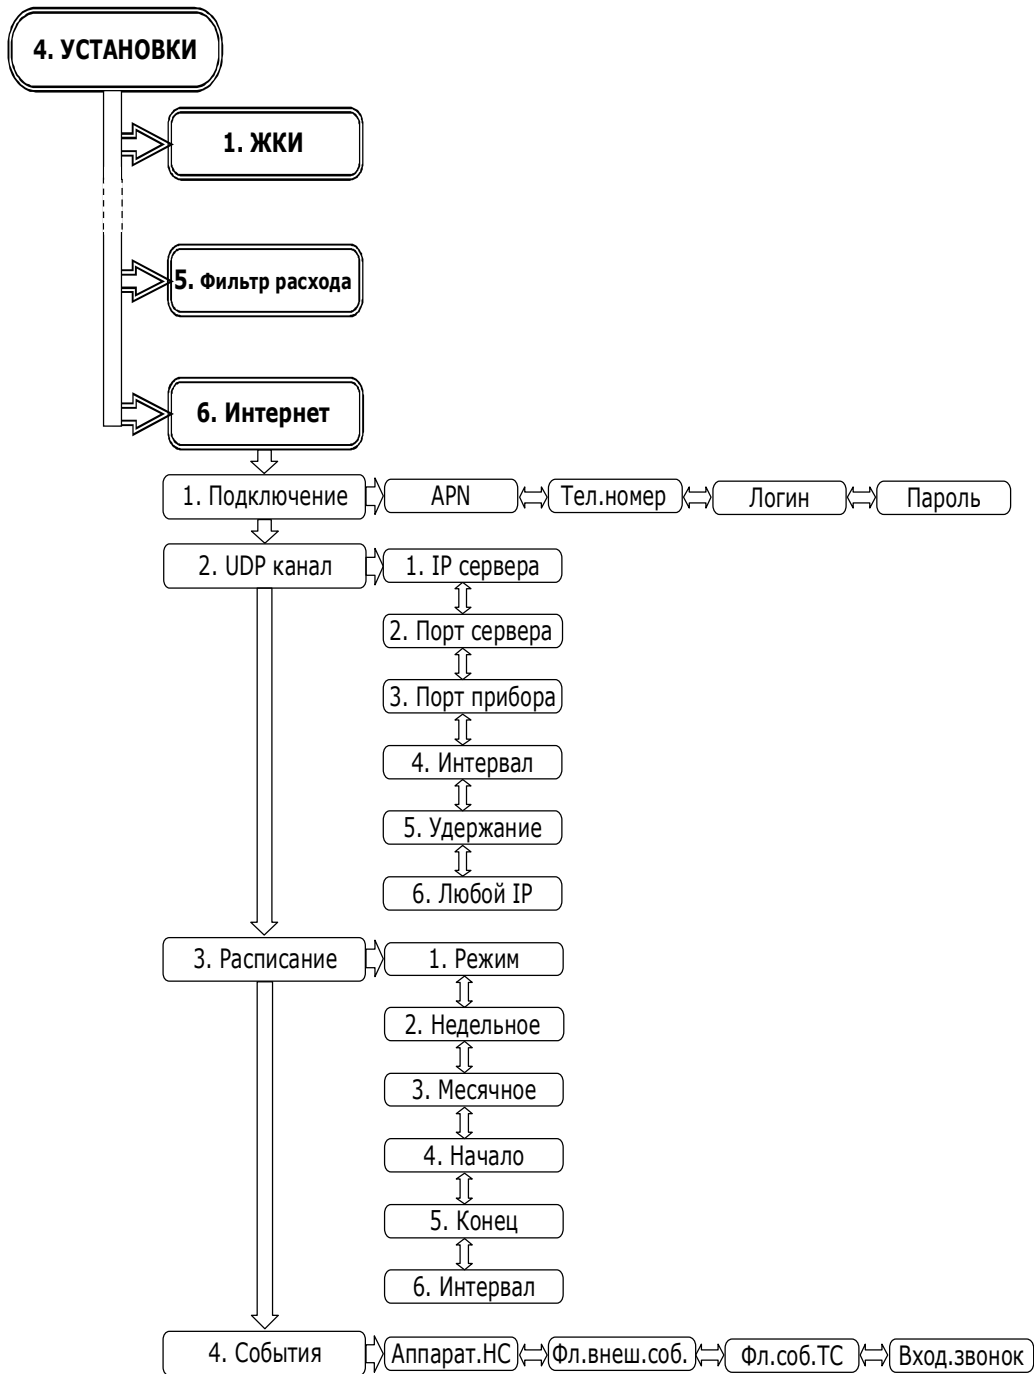 4. УСТАНОВКИ
1. ЖКИ
5. Фильтр расхода
6. Интернет
1. Подключение
APN
Тел.номер
Логин
Пароль
2. UDP канал
1. IP сервера
2. Порт сервера
3. Порт прибора
4. Интервал
5. Удержание
6. Любой IP
3. Расписание
1. Режим
2. Недельное
3. Месячное
4. Начало
5. Конец
6. Интервал
4. События
Аппарат.НС
Фл.внеш.соб.
Фл.соб.ТС
Вход.звонок